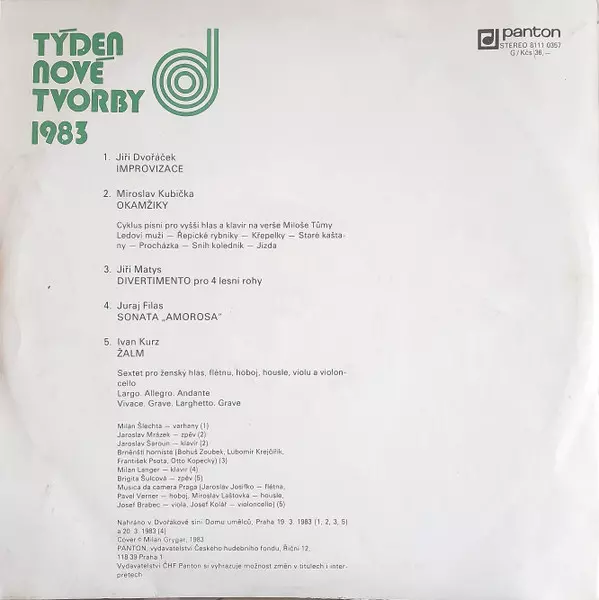 TÝDEN
NOVÉ
TVORBY
1983
panton
STEREO 8111 0357
G/Kčs 36,—
1. Jiří Dvořáček
IMPROVIZACE
2. Miroslav Kubička
OKAMŽIKY
Cyklus písní pro vyšší hlas a klavír na verše Miloše Tůmy
Ledoví muži — Řepické rybníky — Křepelky — Staré kašta-
ny — Procházka — Sníh koledník — Jízda
3. Jiří Matys
DIVERTIMENTO pro 4 lesní rohy
4. Juraj Filas
SONATA „AMOROSA“
5. Ivan Kurz
ŽALM
Sextet pro ženský hlas, flétnu, hoboj, housle, violu a violon-
cello
Largo. Allegro. Andante
Vivace. Grave. Larghetto. Grave
Milan Šlechta — varhany (1)
Jaroslav Mrázek — zpěv (2)
Jaroslav Šaroun — klavír (2)
Brněnští hornisté (Bohuš Zoubek, Lubomír Krejčiřík,
František Psota, Otto Kopecký) (3)
Milan Langer — klavír (4)
Brigita Šulcová — zpěv (5)
Musica da camera Praga (Jaroslav Josífko — flétna,
Pavel Verner — hoboj, Miroslav Laštovka — housle,
Josef Brabec — viola, Josef Kolář — violoncello) (5)
Nahráno v Dvořákově síni Domu umělců, Praha 19. 3. 1983 (1, 2, 3, 5)
a 20. 3. 1983 (4)
Cover © Milan Grygar, 1983
PANTON, vydavatelství Českého hudebního fondu, Říční 12,
118 39 Praha 1
Vydavatelství ČHF Panton si vyhrazuje možnost změn v titulech i inter-
pretech